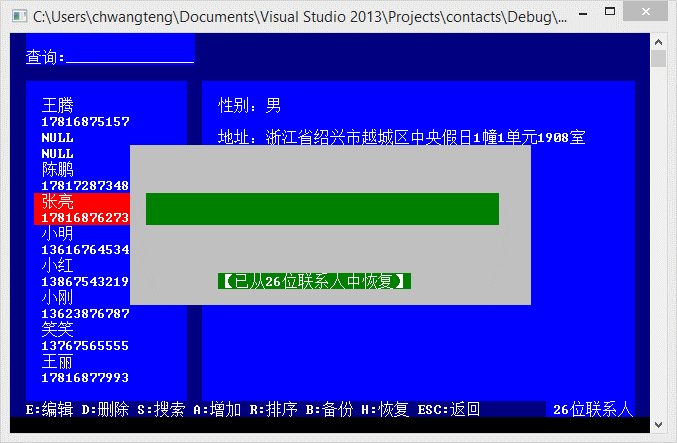 C:\Users\chwangteng\Documents\Visual Studio 2013\Projects\contacts\Debug\...
查询:
王腾
17816875157
NULL
NULL
陈鹏
17817287348
张亮
17816876273
小明
13616764534
小红
13867543219
小刚
13623876787
笑笑
13767565555
王丽
17816877993
性别：男
地址：浙江省绍兴市越城区中央假日1幢1单元1908室
【已从26位联系人中恢复】
E:编辑 D:删除 S:搜索 A:增加 R:排序 B:备份 H:恢复 ESC:返回
26位联系人